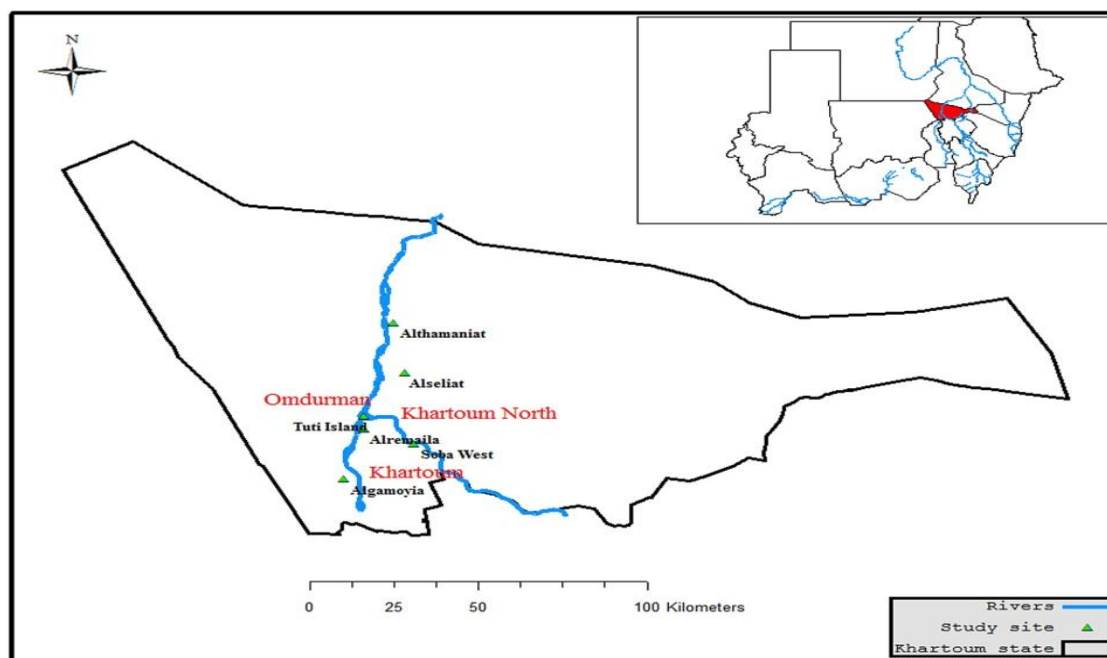 N
Althamaniat
Alseliat
Omdurman
Khartoum North
Tuti Island
Alremaila
Soba West
Khartoum
Algamoyia
0 25 50 100 Kilometers
Rivers
Study site
Khartoum state